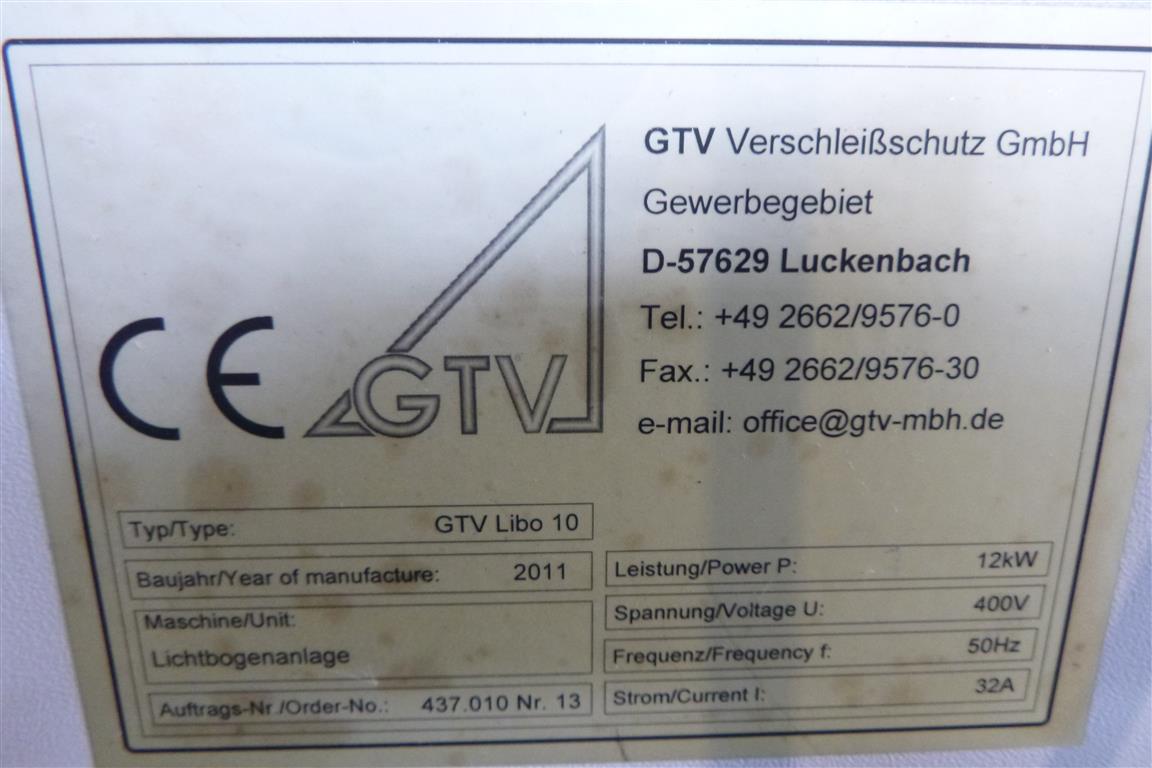 GTV Verschleißschutz GmbH
Gewerbegebiet
D-57629 Luckenbach
Tel.: +49 2662/9576-0
Fax.: +49 2662/9576-30
e-mail: office@gtv-mbh.de
CE GTV
Typ/Type: GTV Libo 10
Baujahr/Year of manufacture: 2011
Maschine/Unit:
Lichtbogenanlage
Auftrags-Nr./Order-No.: 437.010 Nr. 13
Leistung/Power P: 12kW
Spannung/Voltage U: 400V
Frequenz/Frequency f: 50Hz
Strom/Current I: 32A